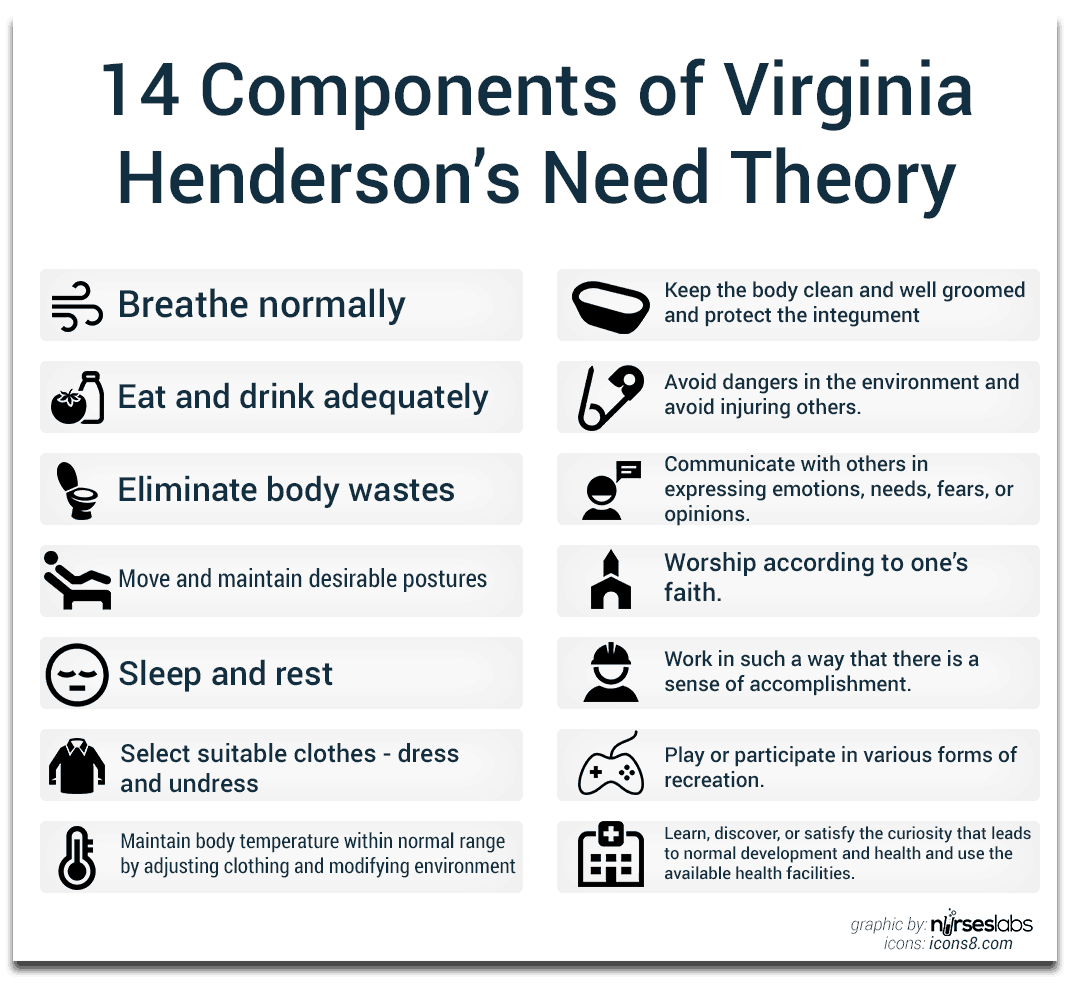 14 Components of Virginia
Henderson’s Need Theory
Breathe normally
Eat and drink adequately
Eliminate body wastes
Move and maintain desirable postures
Sleep and rest
Select suitable clothes - dress
and undress
Maintain body temperature within normal range
by adjusting clothing and modifying environment
Keep the body clean and well groomed
and protect the integument
Avoid dangers in the environment and
avoid injuring others.
Communicate with others in
expressing emotions, needs, fears, or
opinions.
Worship according to one’s
faith.
Work in such a way that there is a
sense of accomplishment.
Play or participate in various forms of
recreation.
Learn, discover, or satisfy the curiosity that leads
to normal development and health and use the
available health facilities.
graphic by: nurseslabs
icons: icons8.com